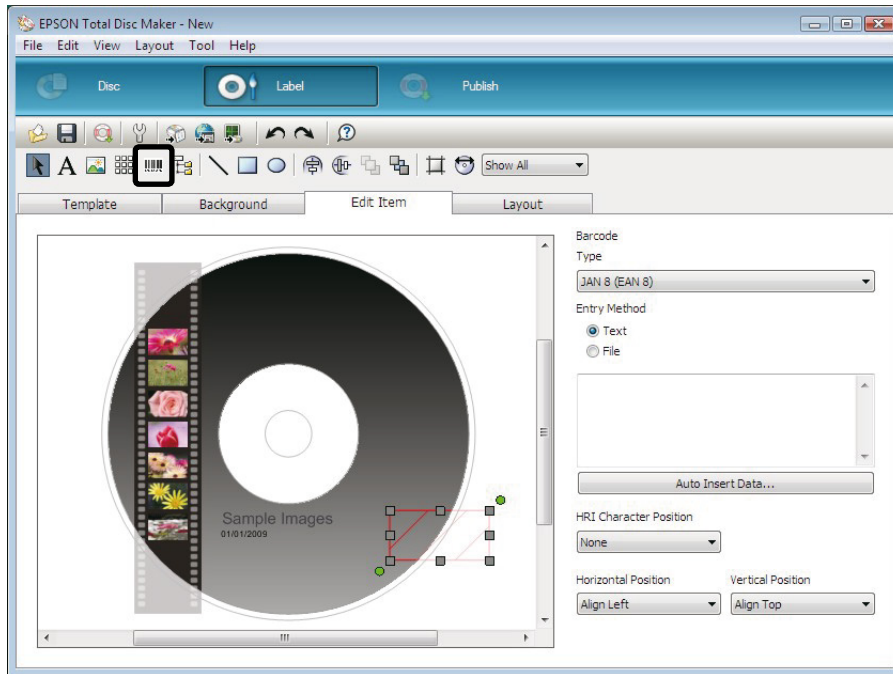 EPSON Total Disc Maker - New
File Edit View Layout Tool Help
Disc Label Publish
Show All
Template Background Edit Item Layout
Barcode
Type
JAN 8 (EAN 8)
Entry Method
Text
File
Auto Insert Data...
HRI Character Position
None
Horizontal Position Vertical Position
Align Left Align Top
Sample Images
01/01/2009